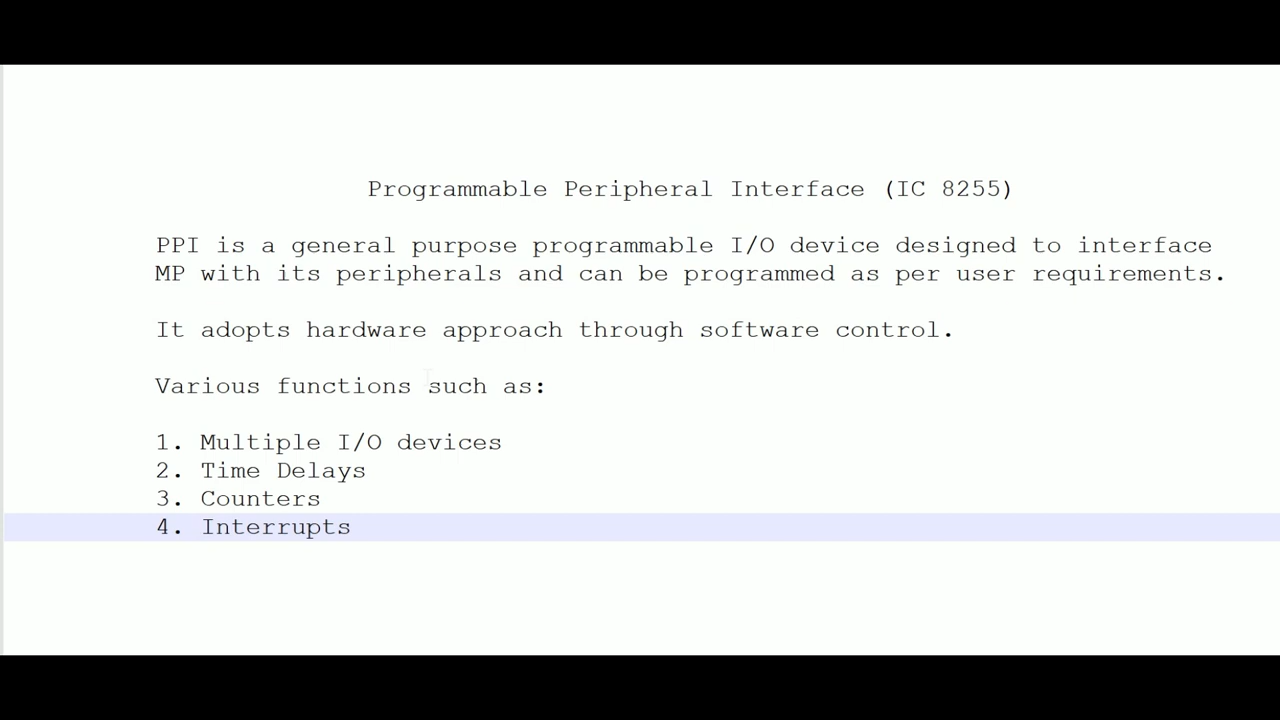 Programmable Peripheral Interface (IC 8255)
PPI is a general purpose programmable I/O device designed to interface
MP with its peripherals and can be programmed as per user requirements.
It adopts hardware approach through software control.
Various functions such as:
1. Multiple I/O devices
2. Time Delays
3. Counters
4. Interrupts